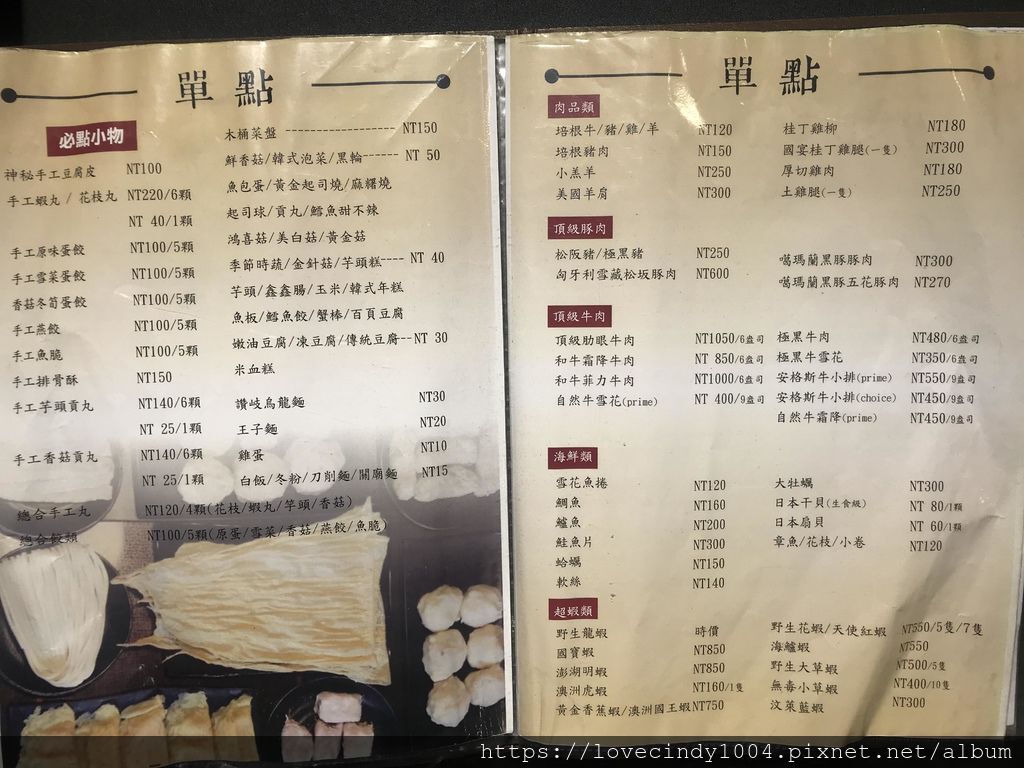 單 點
必點小物
神秘手工豆腐皮 NT100
手工蝦丸 / 花枝丸 NT220/6顆
NT 40/1顆
手工原味蛋餃 NT100/5顆
手工雪菜蛋餃 NT100/5顆
香菇冬筍蛋餃 NT100/5顆
手工燕餃 NT100/5顆
手工魚脆 NT100/5顆
手工排骨酥 NT150
手工芋頭貢丸 NT140/6顆
NT 25/1顆
手工香菇貢丸 NT140/6顆
NT 25/1顆
總合手工丸 NT120/4顆(花枝/蝦丸/竽頭/香菇)
總合餃類 NT100/5顆(原蛋/雪菜/香菇/燕餃/魚脆)
木桶菜盤 ------------------- NT150
鮮香菇/韓式泡菜/黑輪------ NT 50
魚包蛋/黃金起司燒/麻糬燒
起司球/貢丸/鱈魚甜不辣
鴻喜菇/美白菇/黃金菇
季節時蔬/金針菇/芋頭糕---- NT 40
芋頭/鑫鑫腸/玉米/韓式年糕
魚板/鱈魚餃/蟹棒/百頁豆腐
嫩油豆腐/凍豆腐/傳統豆腐--NT 30
米血糕
讚岐烏龍麵 NT30
王子麵 NT20
雞蛋 NT10
白飯/冬粉/刀削麵/關廟麵 NT15
單 點
肉品類
培根牛/豬/雞/羊 NT120
培根豬肉 NT150
小羔羊 NT250
美國羊肩 NT300
桂丁雞柳 NT180
國宴桂丁雞腿(一隻) NT300
厚切雞肉 NT180
土雞腿(一隻) NT250
頂級豚肉
松阪豬/極黑豬 NT250
匈牙利雪藏松坂豚肉 NT600
噶瑪蘭黑豚豚肉 NT300
噶瑪蘭黑豚五花豚肉 NT270
頂級牛肉
頂級肋眼牛肉 NT1050/6盎司
和牛霜降牛肉 NT 850/6盎司
和牛菲力牛肉 NT1000/6盎司
自然牛雪花(prime) NT 400/9盎司
極黑牛肉 NT480/6盎司
極黑牛雪花 NT350/6盎司
安格斯牛小排(prime) NT550/9盎司
安格斯牛小排(choice) NT450/9盎司
自然牛霜降(prime) NT450/9盎司
海鮮類
雪花魚捲 NT120
鯛魚 NT160
鱸魚 NT200
鮭魚片 NT300
蛤蠣 NT150
軟絲 NT140
大牡蠣 NT300
日本干貝(生食級) NT 80/1顆
日本扇貝 NT 60/1顆
章魚/花枝/小卷 NT120
超蝦類
野生龍蝦 時價
國寶蝦 NT850
澎湖明蝦 NT850
澳洲虎蝦 NT160/1隻
黃金香蕉蝦/澳洲國王蝦 NT750
野生花蝦/天使紅蝦 NT550/5隻/7隻
海鱸蝦 NT550
野生大草蝦 NT500/5隻
無毒小草蝦 NT400/10隻
汶萊藍蝦 NT300
https://lovecindy1004.pixnet.net/album